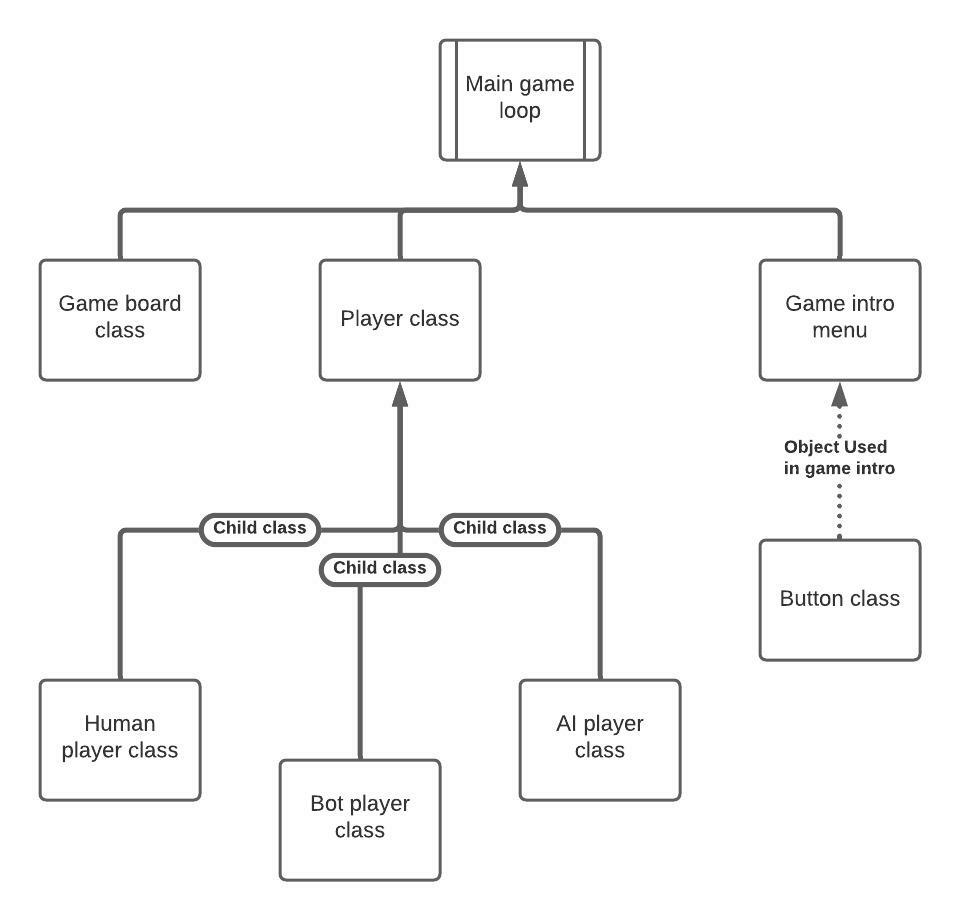 Main game
loop
Game board
class
Player class
Game intro
menu
Object Used
in game intro
Child class
Child class
Child class
Button class
Human
player class
AI player
class
Bot player
class